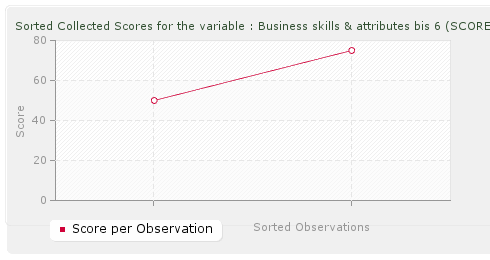 Sorted Collected Scores for the variable : Business skills & attributes bis 6 (SCORE
80
60
40
20
0
Score
Sorted Observations
Score per Observation